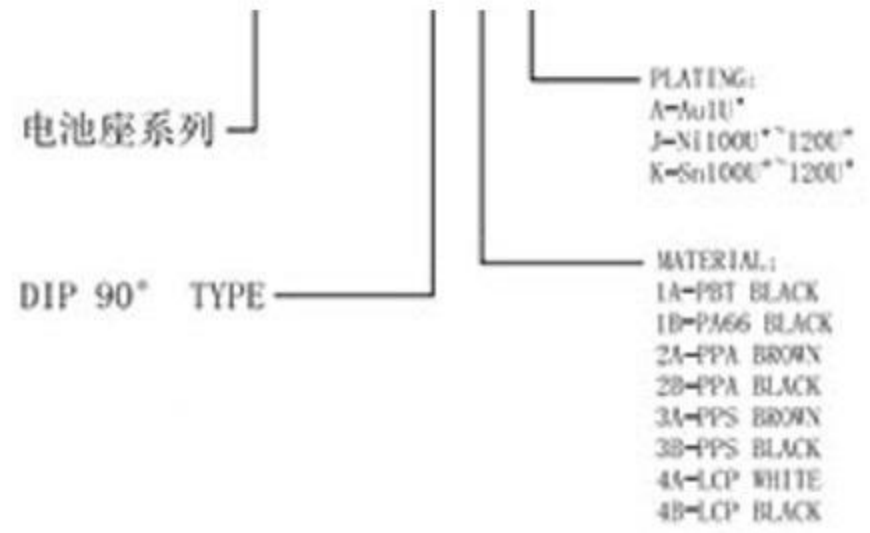 电池座系列
DIP 90° TYPE
PLATING:
A-Au1U"
J-Ni100U"~120U"
K-Sn100U"~120U"
MATERIAL:
1A-PBT BLACK
1B-PA66 BLACK
2A-PPA BROWN
2B-PPA BLACK
3A-PPS BROWN
3B-PPS BLACK
4A-LCP WHITE
4B-LCP BLACK